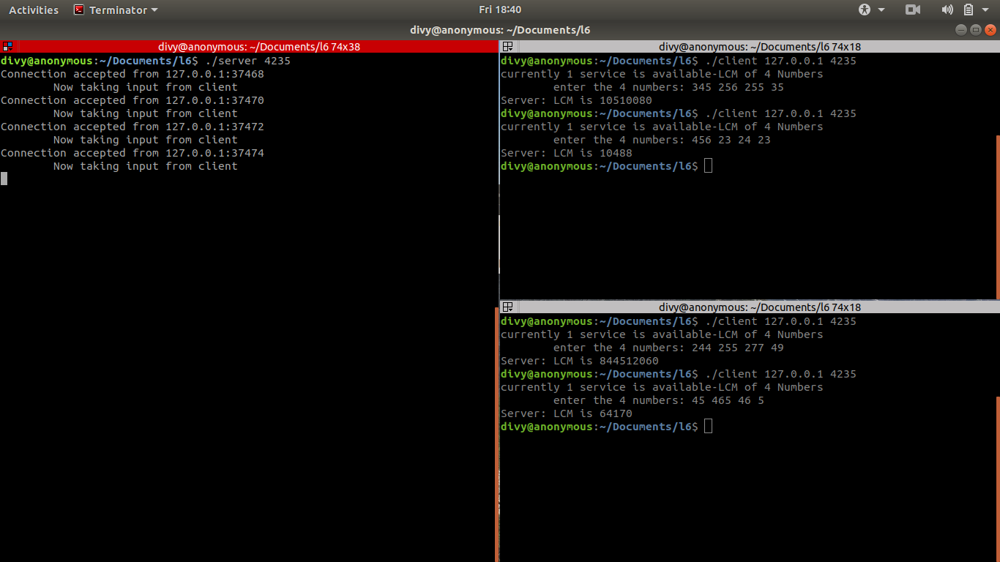 Activities Terminator Fri 18:40
divy@anonymous: ~/Documents/l6
divy@anonymous: ~/Documents/l6 74x38
divy@anonymous:~/Documents/l6$ ./server 4235
Connection accepted from 127.0.0.1:37468
Now taking input from client
Connection accepted from 127.0.0.1:37470
Now taking input from client
Connection accepted from 127.0.0.1:37472
Now taking input from client
Connection accepted from 127.0.0.1:37474
Now taking input from client
divy@anonymous: ~/Documents/l6 74x18
divy@anonymous:~/Documents/l6$ ./client 127.0.0.1 4235
currently 1 service is available-LCM of 4 Numbers
enter the 4 numbers: 345 256 255 35
Server: LCM is 10510080
divy@anonymous:~/Documents/l6$ ./client 127.0.0.1 4235
currently 1 service is available-LCM of 4 Numbers
enter the 4 numbers: 456 23 24 23
Server: LCM is 10488
divy@anonymous:~/Documents/l6$
divy@anonymous: ~/Documents/l6 74x18
divy@anonymous:~/Documents/l6$ ./client 127.0.0.1 4235
currently 1 service is available-LCM of 4 Numbers
enter the 4 numbers: 244 255 277 49
Server: LCM is 844512060
divy@anonymous:~/Documents/l6$ ./client 127.0.0.1 4235
currently 1 service is available-LCM of 4 Numbers
enter the 4 numbers: 45 465 46 5
Server: LCM is 64170
divy@anonymous:~/Documents/l6$